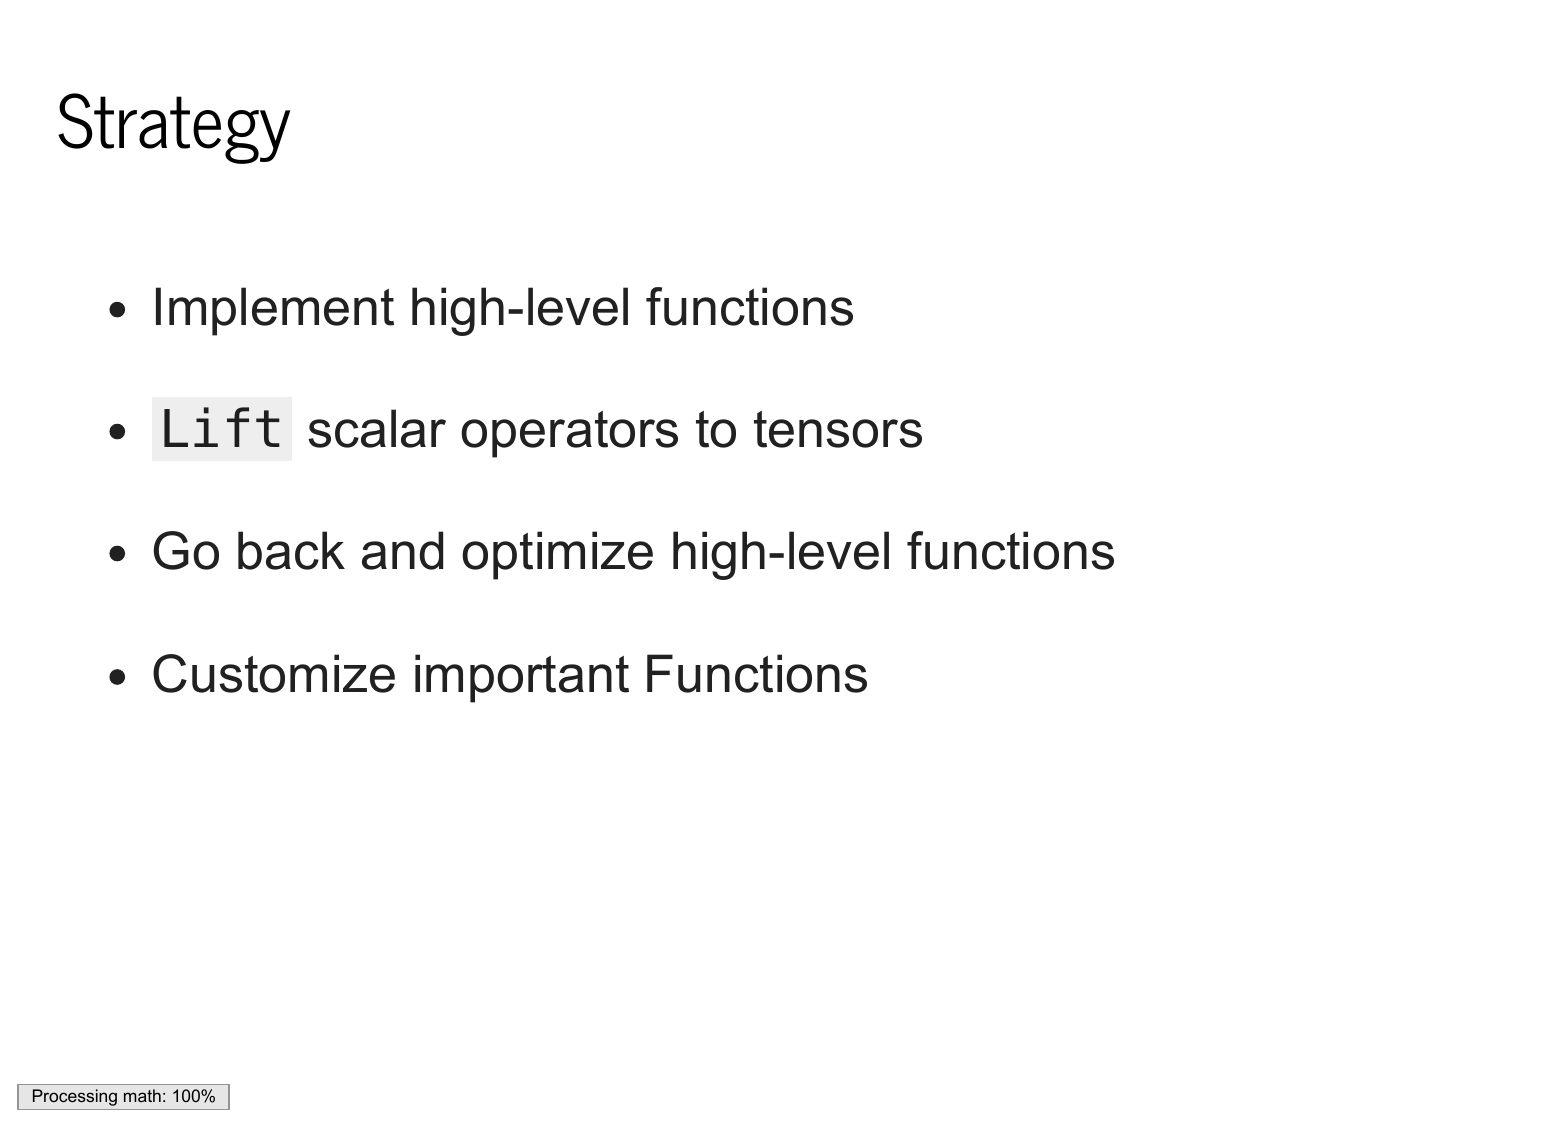 Strategy
Implement high-level functions
Lift scalar operators to tensors
Go back and optimize high-level functions
Customize important Functions
Processing math: 100%